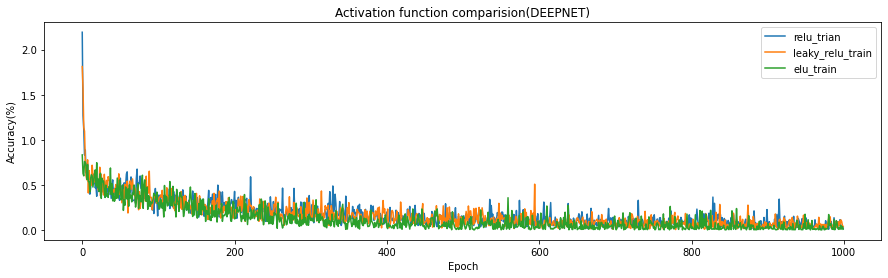 Activation function comparision(DEEPNET)
relu_trian
leaky_relu_train
elu_train
Accuracy(%)
2.0
1.5
1.0
0.5
0.0
0
200
400
600
800
1000
Epoch